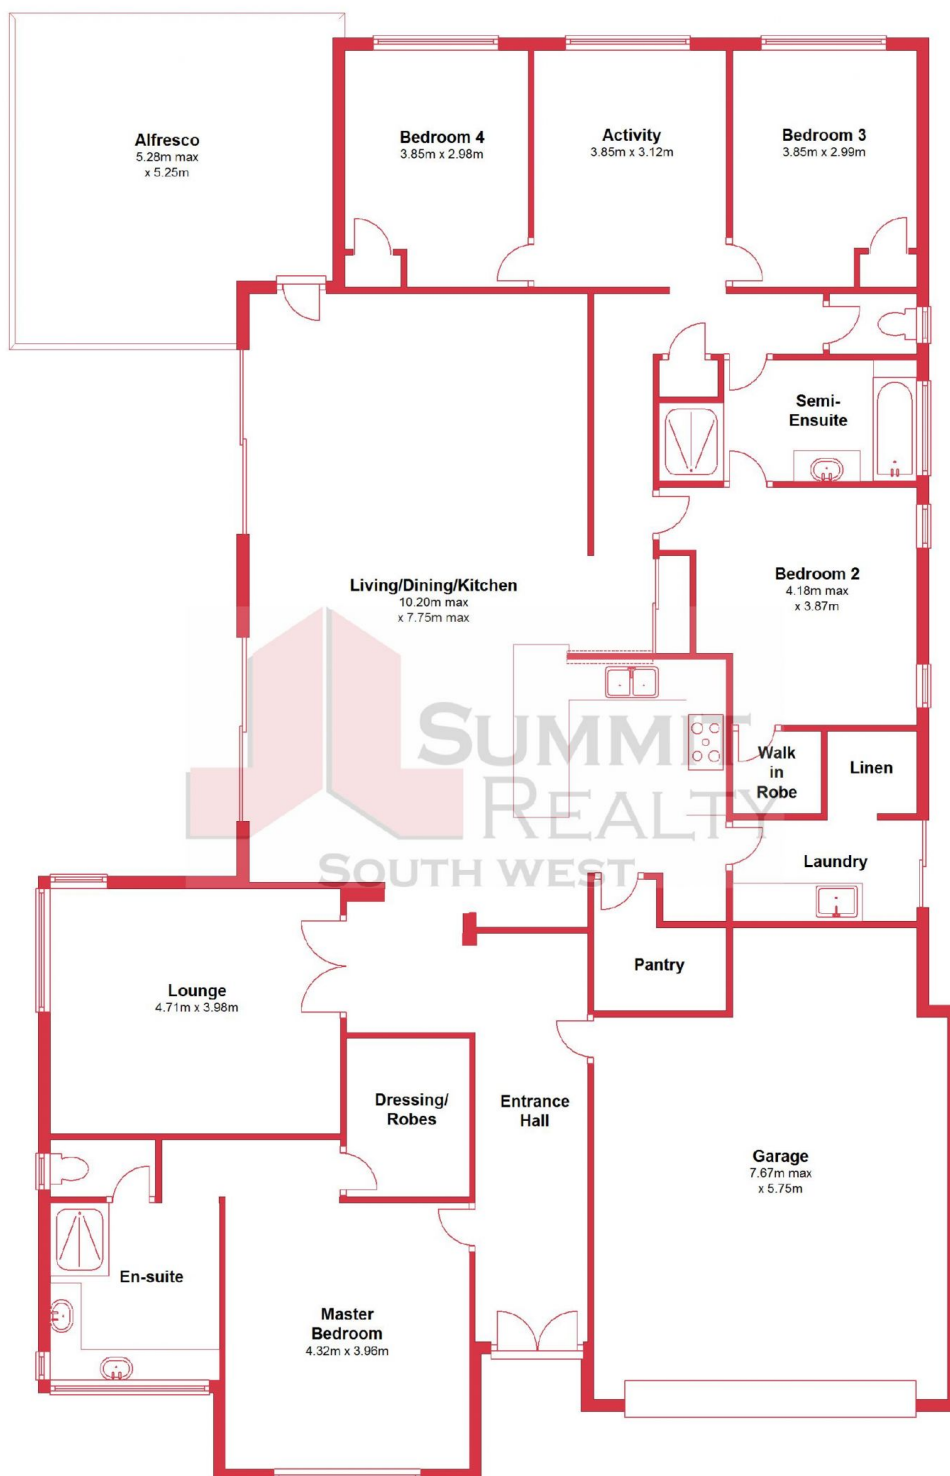 Alfresco
5.28m max
x 5.25m
Bedroom 4
3.85m x 2.98m
Activity
3.85m x 3.12m
Bedroom 3
3.85m x 2.99m
Semi-
Ensuite
Living/Dining/Kitchen
10.20m max
x 7.75m max
Bedroom 2
4.18m max
x 3.87m
SUMMIT
REALTY
SOUTH WEST
Walk
in
Robe
Linen
Laundry
Lounge
4.71m x 3.98m
Pantry
Dressing/
Robes
Entrance
Hall
Garage
7.67m max
x 5.75m
En-suite
Master
Bedroom
4.32m x 3.96m